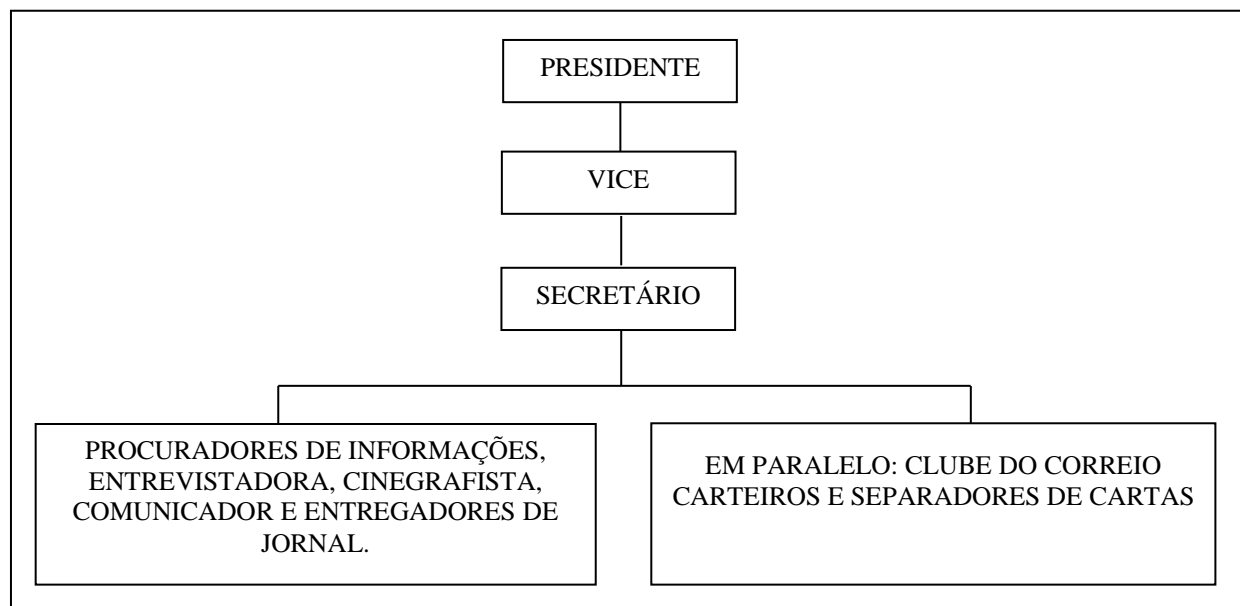 PRESIDENTE
VICE
SECRETÁRIO
PROCURADORES DE INFORMAÇÕES,
ENTREVISTADORA, CINEGRAFISTA,
COMUNICADOR E ENTREGADORES DE
JORNAL.
EM PARALELO: CLUBE DO CORREIO
CARTEIROS E SEPARADORES DE CARTAS